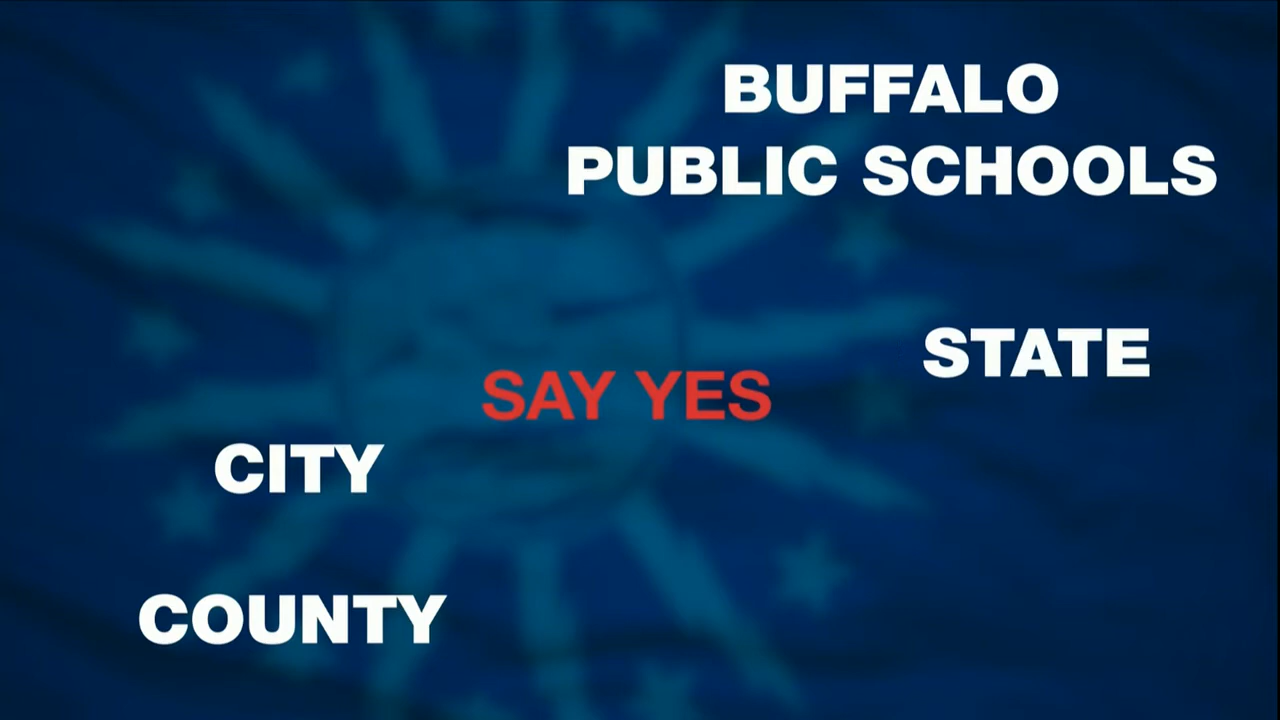 BUFFALO
PUBLIC SCHOOLS
STATE
SAY YES
CITY
COUNTY